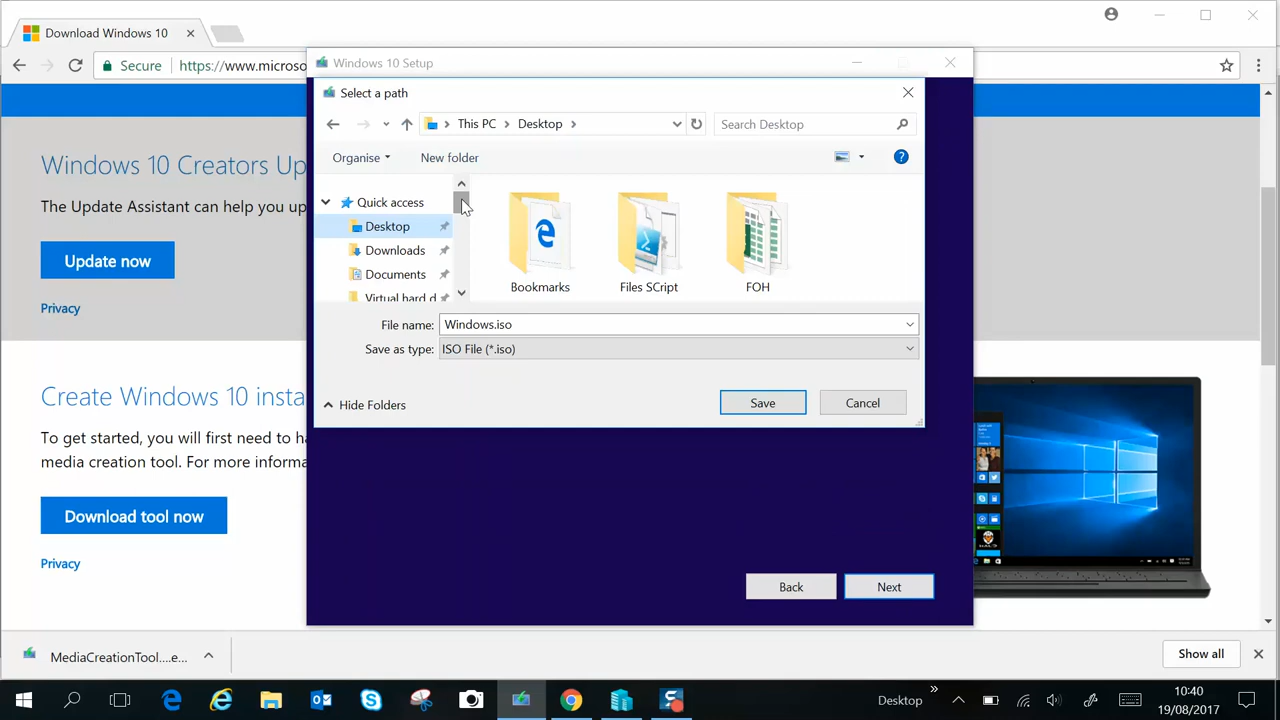 Download Windows 10
Secure
https://www.microso
Windows 10 Setup
Select a path
This PC
Desktop
Search Desktop
Organise
New folder
Quick access
Desktop
Downloads
Documents
Virtual hard d
Bookmarks
Files SCript
FOH
File name:
Windows.iso
Save as type:
ISO File (*.iso)
Hide Folders
Save
Cancel
Back
Next
Windows 10 Creators Up
The Update Assistant can help you up
Update now
Privacy
Create Windows 10 insta
To get started, you will first need to ha
media creation tool. For more informa
Download tool now
Privacy
MediaCreationTool....e...
Show all
Desktop
10:40
19/08/2017